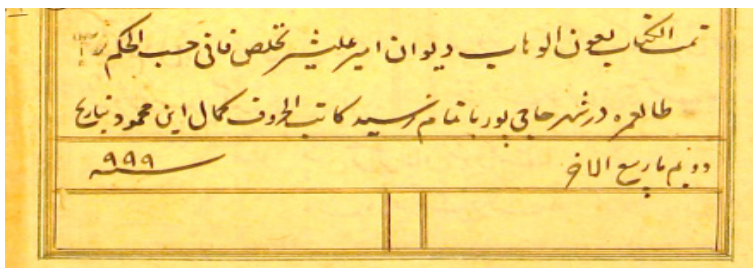 تمت الکتاب بعون الوهاب دیوان امیر علیشیر تخلص فانی حسب الحکم
طالعمره در شهر حاجی پور باتمام رسید کاتب الحروف کمال ابن محمود بتاریخ
دویم ماه ربیع الاخر سنه ۹۹۹